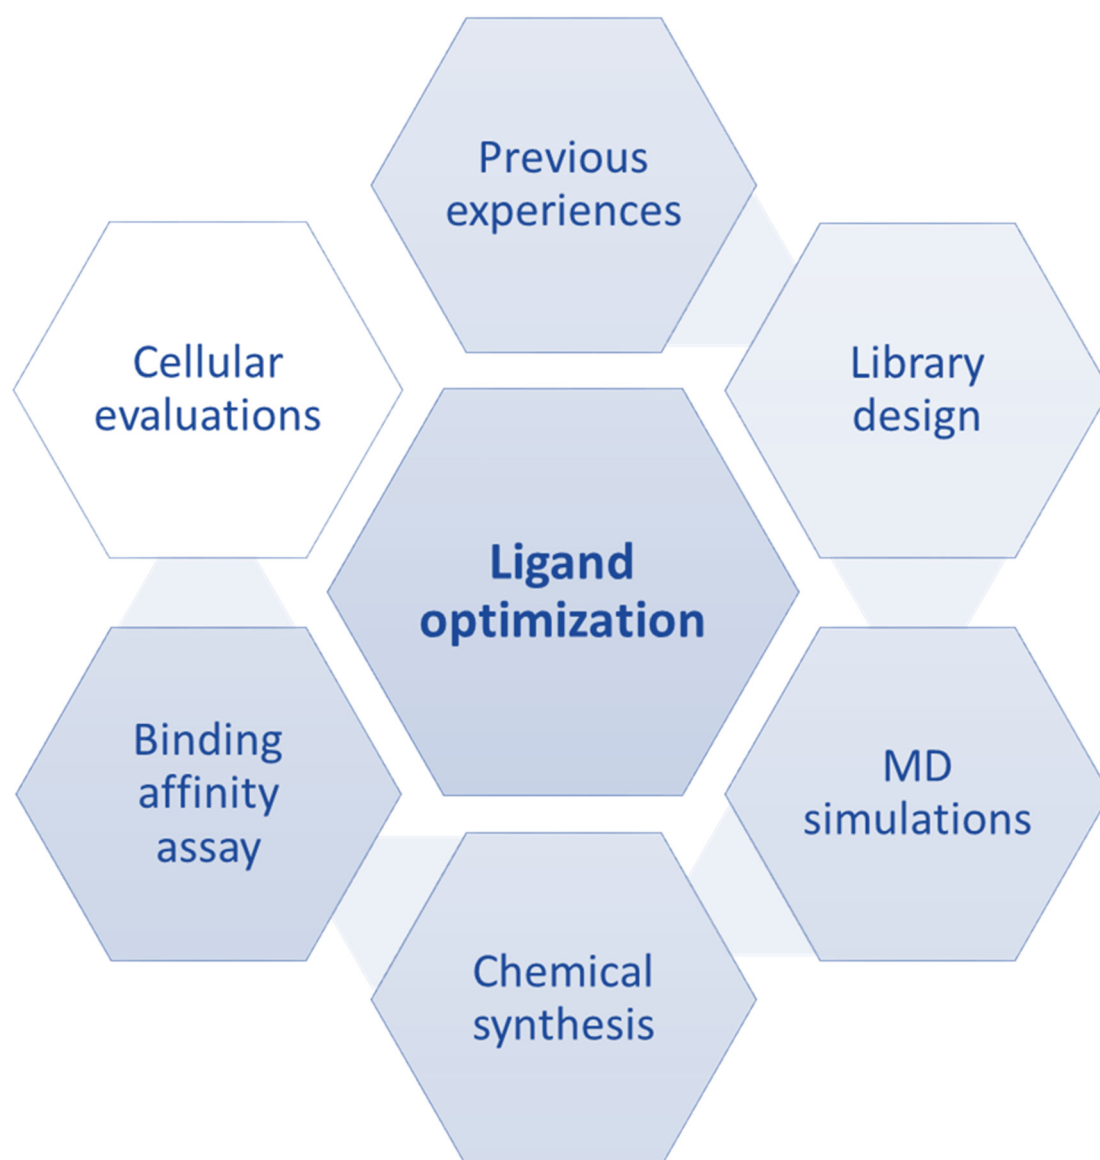 Previous
experiences
Library
design
MD
simulations
Chemical
synthesis
Binding
affinity
assay
Cellular
evaluations
Ligand
optimization